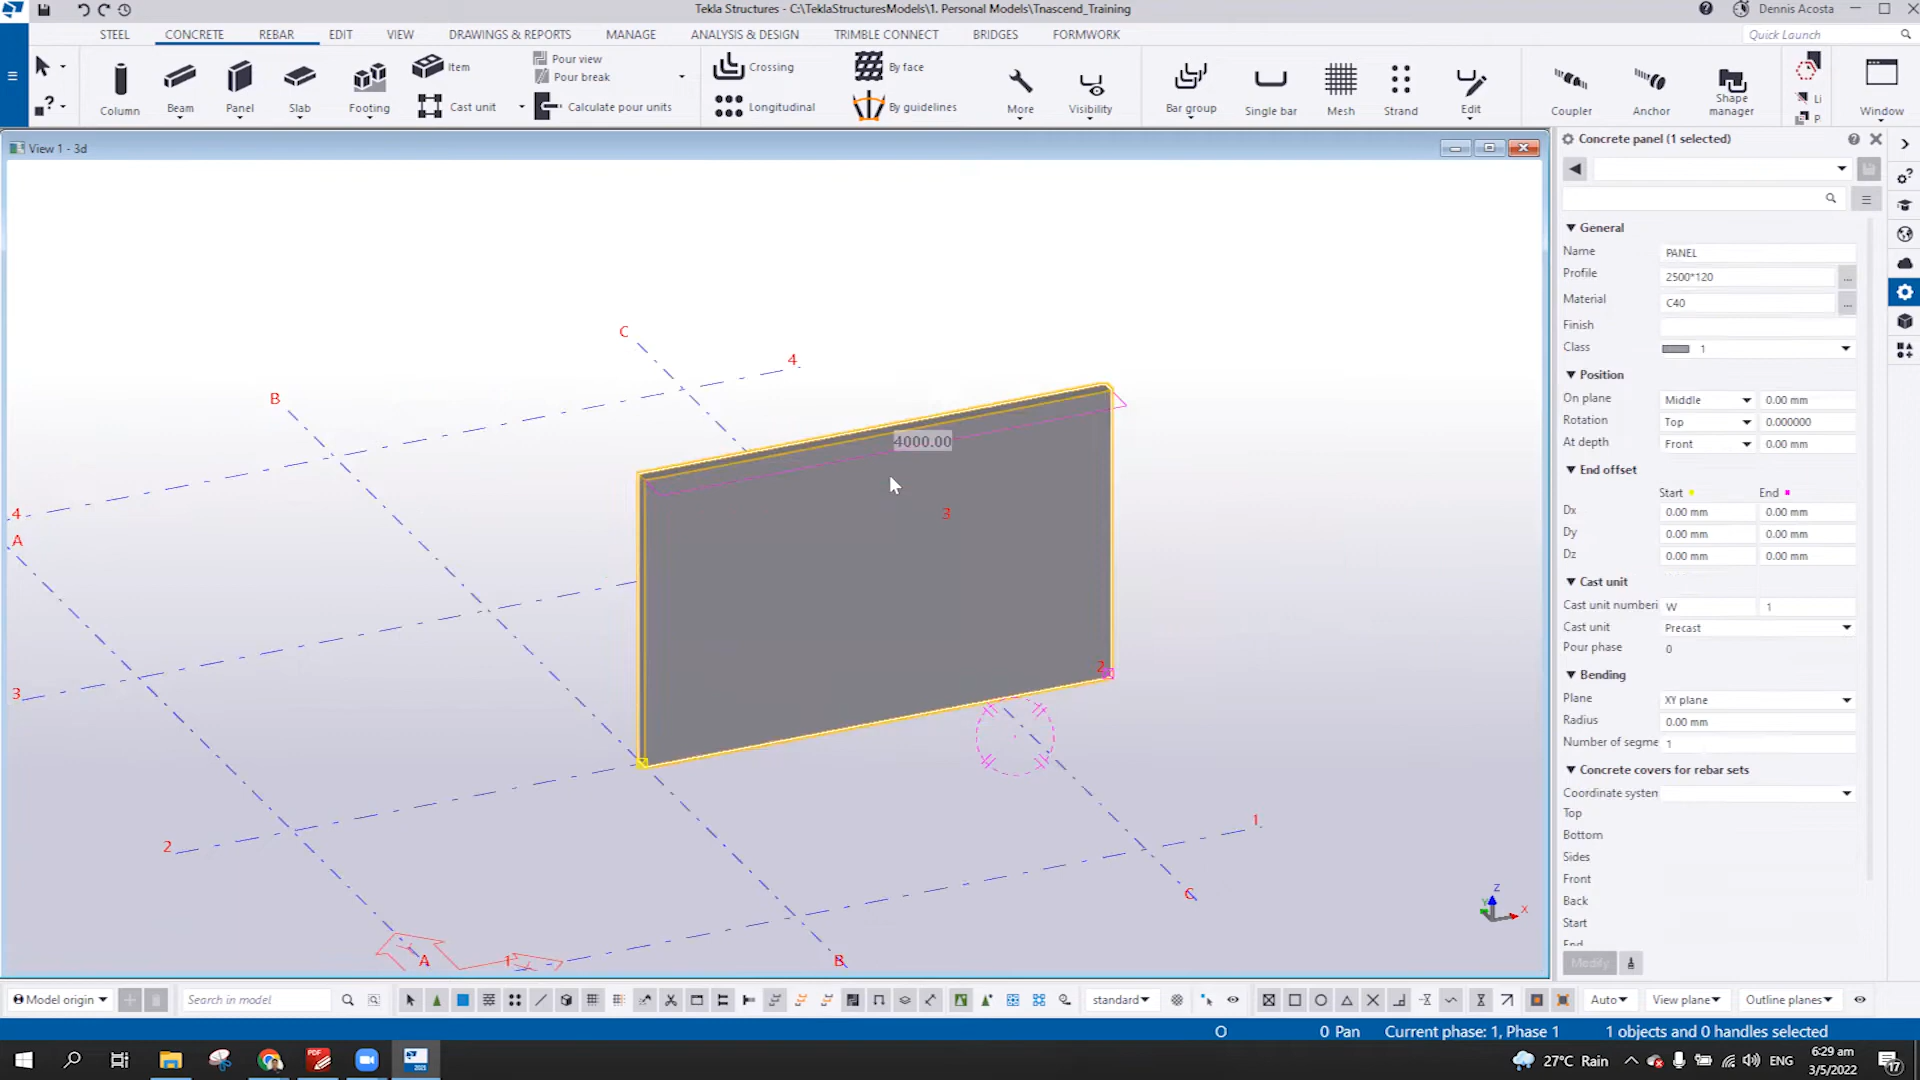 Tekla Structures - C:\TeklaStructuresModels\1. Personal Models\Tnascend_Training
Dennis Acosta
STEEL CONCRETE REBAR EDIT VIEW DRAWINGS & REPORTS MANAGE ANALYSIS & DESIGN TRIMBLE CONNECT BRIDGES FORMWORK
Quick Launch
Column
Beam
Panel
Slab
Footing
Item
Cast unit
Pour view
Pour break
Calculate pour units
Crossing
Longitudinal
By face
By guidelines
More
Visibility
Bar group
Single bar
Mesh
Strand
Edit
Coupler
Anchor
Shape
manager
Li
P
Window
View 1 - 3d
C
4
B
4000.00
3
4
A
2
3
1
2
C
A
1
B
Z
Y
X
Concrete panel (1 selected)
General
Name PANEL
Profile 2500*120 ...
Material C40 ...
Finish
Class 1
Position
On plane Middle 0.00 mm
Rotation Top 0.000000
At depth Front 0.00 mm
End offset
Start End
Dx 0.00 mm 0.00 mm
Dy 0.00 mm 0.00 mm
Dz 0.00 mm 0.00 mm
Cast unit
Cast unit numberi W 1
Cast unit Precast
Pour phase 0
Bending
Plane XY plane
Radius 0.00 mm
Number of segme 1
Concrete covers for rebar sets
Coordinate system
Top
Bottom
Sides
Front
Back
Start
End
Modify
Model origin
Search in model
standard
Auto
View plane
Outline planes
O 0 Pan Current phase: 1, Phase 1 1 objects and 0 handles selected
PDF
27°C Rain
ENG
6:29 am
3/5/2022
17